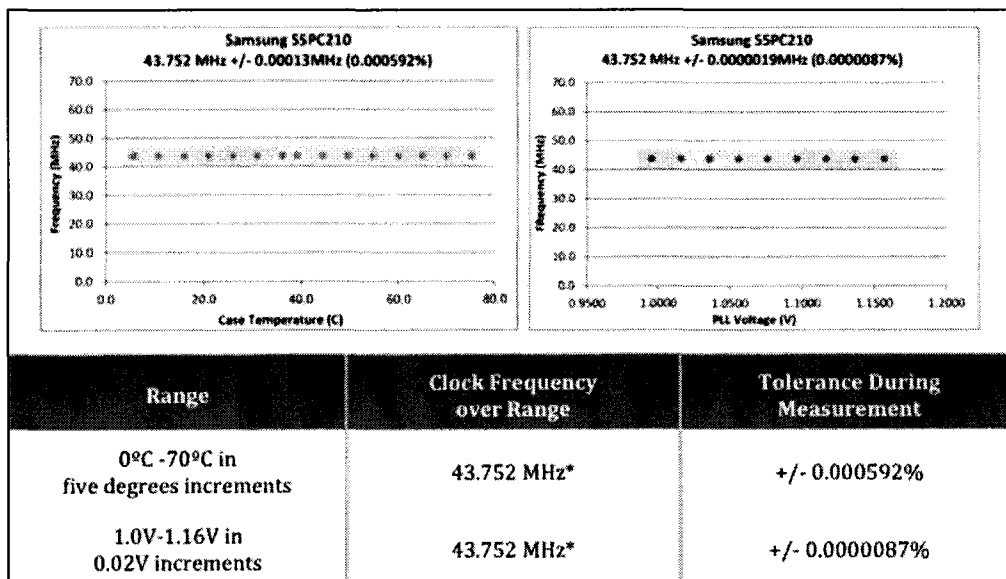 Samsung S5PC210
43.752 MHz +/- 0.00013MHz (0.000592%)
70.0
60.0
50.0
40.0
30.0
20.0
10.0
0.0
Frequency (MHz)
0.0 20.0 40.0 60.0 80.0
Case Temperature (C)
Samsung S5PC210
43.752 MHz +/- 0.0000019MHz (0.0000087%)
70.0
60.0
50.0
40.0
30.0
20.0
10.0
0.0
Frequency (MHz)
0.9500 1.0000 1.0500 1.1000 1.1500 1.2000
PLL Voltage (V)
Range
Clock Frequency
over Range
Tolerance During
Measurement
0ºC -70ºC in
five degrees increments
43.752 MHz*
+/- 0.000592%
1.0V-1.16V in
0.02V increments
43.752 MHz*
+/- 0.0000087%